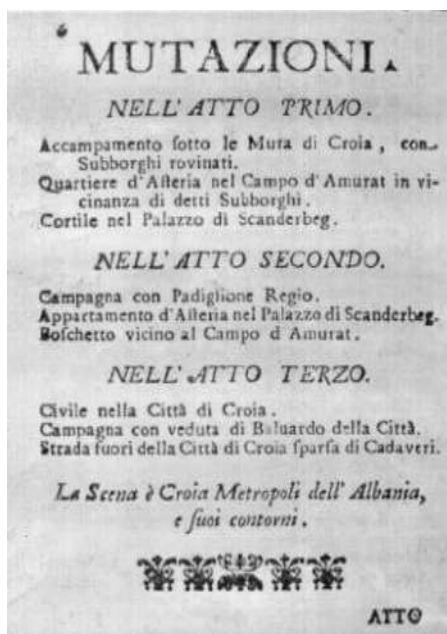 MUTAZIONI.
NELL' ATTO PRIMO.
Accampamento ſotto le Mura di Croia, con
Subborghi rovinati.
Quartiere d'Aſteria nel Campo d'Amurat in vi-
cinanza di detti Subborghi.
Cortile nel Palazzo di Scanderbeg.
NELL' ATTO SECONDO.
Campagna con Padiglione Regio.
Appartamento d'Aſteria nel Palazzo di Scanderbeg.
Boſchetto vicino al Campo d'Amurat.
NELL' ATTO TERZO.
Civile nella Città di Croia.
Campagna con veduta di Baluardo della Città.
Strada fuori della Città di Croia ſparſa di Cadaveri.
La Scena è Croia Metropoli dell' Albania,
e ſuoi contorni.
ATTO